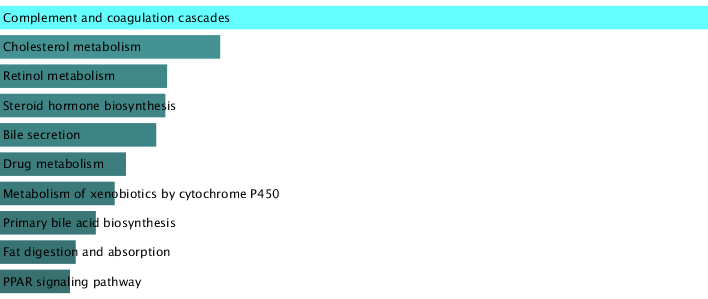 Complement and coagulation cascades
Cholesterol metabolism
Retinol metabolism
Steroid hormone biosynthesis
Bile secretion
Drug metabolism
Metabolism of xenobiotics by cytochrome P450
Primary bile acid biosynthesis
Fat digestion and absorption
PPAR signaling pathway